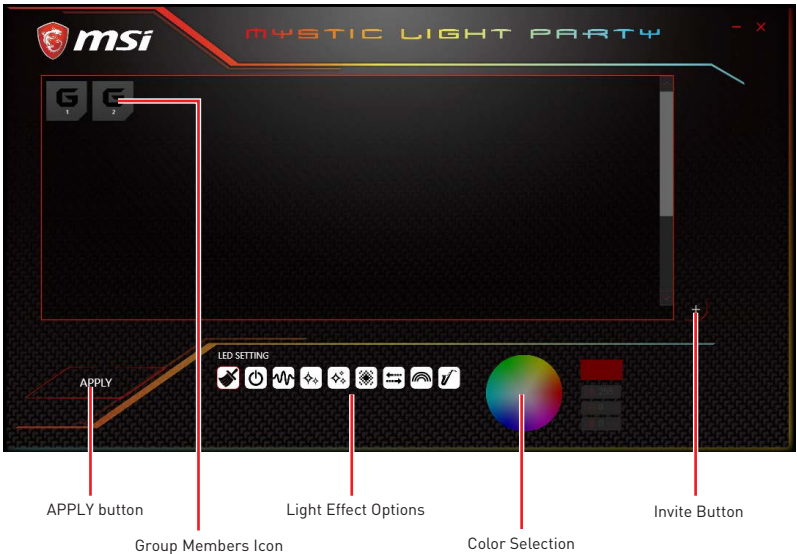 msi
MYSTIC LIGHT PARTY
G G
1 2
LED SETTING
APPLY
APPLY button
Light Effect Options
Invite Button
Group Members Icon
Color Selection